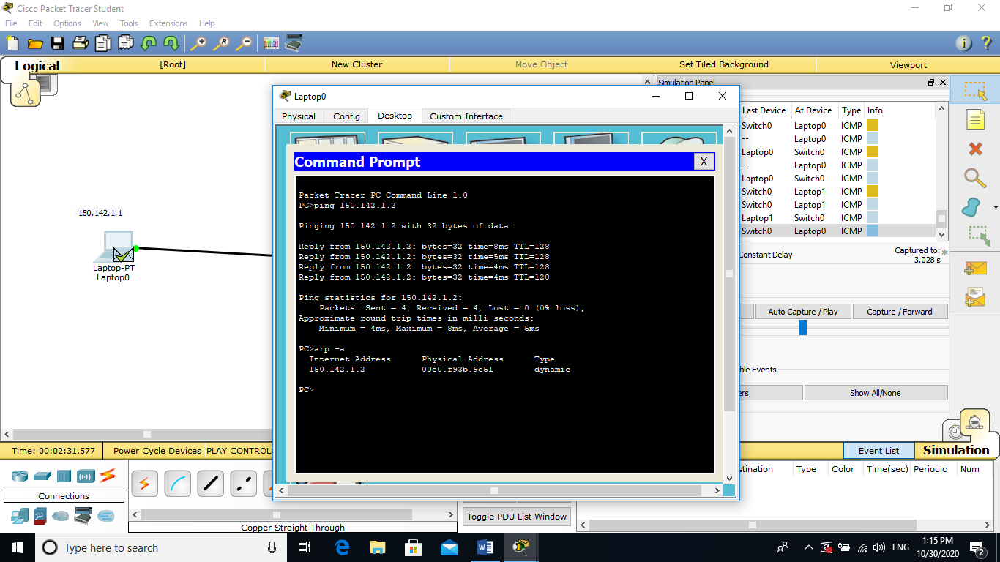 Cisco Packet Tracer Student
File Edit Options View Tools Extensions Help
Logical
[Root]
New Cluster
Move Object
Set Tiled Background
Viewport
150.142.1.1
Laptop-PT
Laptop0
Laptop0
Physical Config Desktop Custom Interface
Command Prompt
X
Packet Tracer PC Command Line 1.0
PC>ping 150.142.1.2
Pinging 150.142.1.2 with 32 bytes of data:
Reply from 150.142.1.2: bytes=32 time=8ms TTL=128
Reply from 150.142.1.2: bytes=32 time=5ms TTL=128
Reply from 150.142.1.2: bytes=32 time=4ms TTL=128
Reply from 150.142.1.2: bytes=32 time=4ms TTL=128
Ping statistics for 150.142.1.2:
Packets: Sent = 4, Received = 4, Lost = 0 (0% loss),
Approximate round trip times in milli-seconds:
Minimum = 4ms, Maximum = 8ms, Average = 5ms
PC>arp -a
Internet Address Physical Address Type
150.142.1.2 00e0.f93b.9e51 dynamic
PC>
Simulation Panel
Last Device At Device Type Info
Switch0 Laptop0 ICMP
-- Laptop0 ICMP
Laptop0 Switch0 ICMP
-- Laptop0 ICMP
Laptop0 Switch0 ICMP
Switch0 Laptop1 ICMP
Switch0 Laptop1 ICMP
Laptop1 Switch0 ICMP
Switch0 Laptop0 ICMP
Constant Delay
Captured to:
3.028 s
*
Auto Capture / Play
Capture / Forward
ble Events
ers
Show All/None
Time: 00:02:31.577
Power Cycle Devices PLAY CONTROLS
Event List
Simulation
Connections
Copper Straight-Through
Toggle PDU List Window
stination Type Color Time(sec) Periodic Num
Type here to search
ENG
1:15 PM
10/30/2020
2